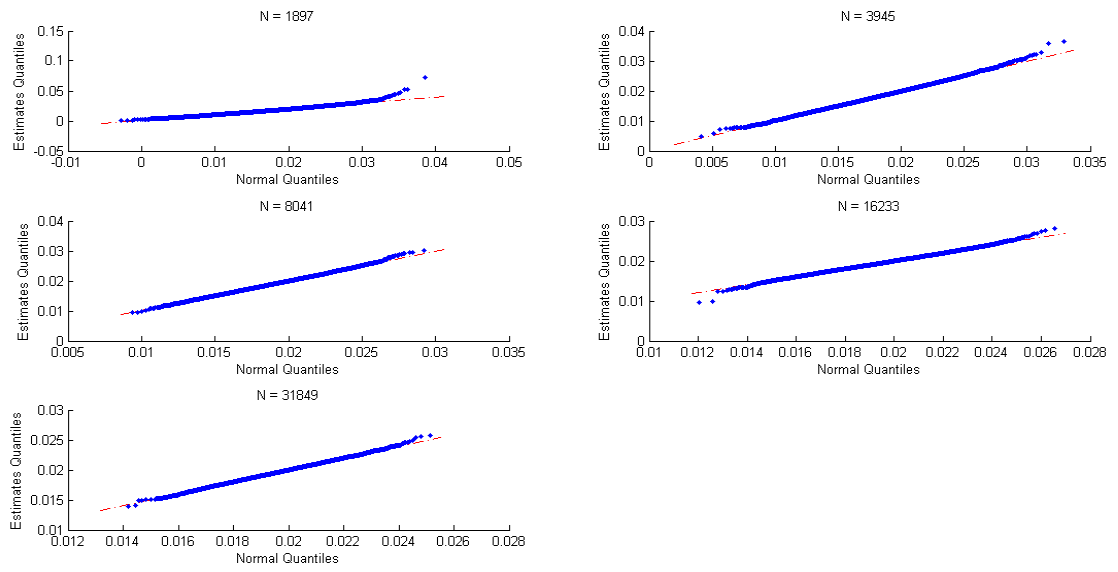 N = 1897
Estimates Quantiles
0.15
0.1
0.05
0
-0.05
-0.01 0 0.01 0.02 0.03 0.04 0.05
Normal Quantiles
N = 3945
Estimates Quantiles
0.04
0.03
0.02
0.01
0
0 0.005 0.01 0.015 0.02 0.025 0.03 0.035
Normal Quantiles
N = 8041
Estimates Quantiles
0.04
0.03
0.02
0.01
0
0.005 0.01 0.015 0.02 0.025 0.03 0.035
Normal Quantiles
N = 16233
Estimates Quantiles
0.03
0.02
0.01
0
0.01 0.012 0.014 0.016 0.018 0.02 0.022 0.024 0.026 0.028
Normal Quantiles
N = 31849
Estimates Quantiles
0.03
0.025
0.02
0.015
0.01
0.012 0.014 0.016 0.018 0.02 0.022 0.024 0.026 0.028
Normal Quantiles